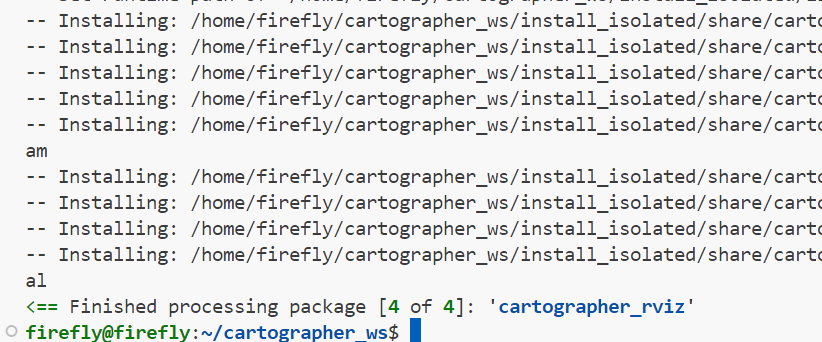 -- Installing: /home/firefly/cartographer_ws/install_isolated/share/carto
-- Installing: /home/firefly/cartographer_ws/install_isolated/share/carto
-- Installing: /home/firefly/cartographer_ws/install_isolated/share/carto
-- Installing: /home/firefly/cartographer_ws/install_isolated/share/carto
-- Installing: /home/firefly/cartographer_ws/install_isolated/share/carto
am
-- Installing: /home/firefly/cartographer_ws/install_isolated/share/carto
-- Installing: /home/firefly/cartographer_ws/install_isolated/share/carto
-- Installing: /home/firefly/cartographer_ws/install_isolated/share/carto
-- Installing: /home/firefly/cartographer_ws/install_isolated/share/carto
al
<== Finished processing package [4 of 4]: 'cartographer_rviz'
firefly@firefly:~/cartographer_ws$